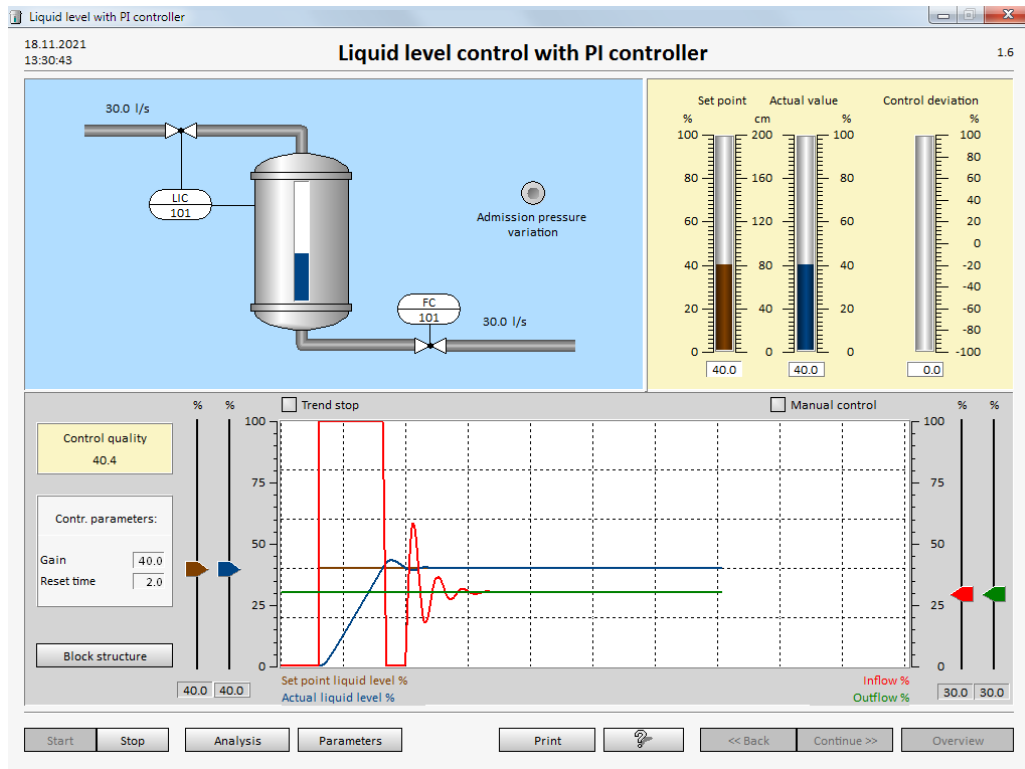 Liquid level with PI controller
18.11.2021
13:30:43
Liquid level control with PI controller
1.6
30.0 l/s
LIC
101
Admission pressure
variation
FC
101
30.0 l/s
Set point Actual value Control deviation
% cm % %
100 200 100 100
80
80 160 80 60
40
60 120 60 20
0
40 80 40 -20
-40
20 40 20 -60
-80
0 0 0 -100
40.0 40.0 0.0
% % Trend stop Manual control % %
Control quality
40.4
Contr. parameters:
Gain 40.0
Reset time 2.0
Block structure
100 100
75 75
50 50
25 25
0 0
40.0 40.0
Set point liquid level %
Actual liquid level %
Inflow %
Outflow %
30.0 30.0
Start Stop Analysis Parameters Print ? << Back Continue >> Overview